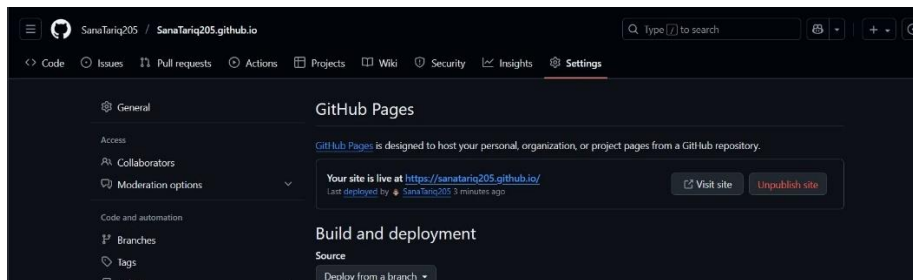 SanaTariq205 / SanaTariq205.github.io
Type / to search
Code Issues Pull requests Actions Projects Wiki Security Insights Settings
General
Access
Collaborators
Moderation options
Code and automation
Branches
Tags
GitHub Pages
GitHub Pages is designed to host your personal, organization, or project pages from a GitHub repository.
Your site is live at https://sanatariq205.github.io/
Last deployed by SanaTariq205 3 minutes ago
Visit site Unpublish site
Build and deployment
Source
Deploy from a branch